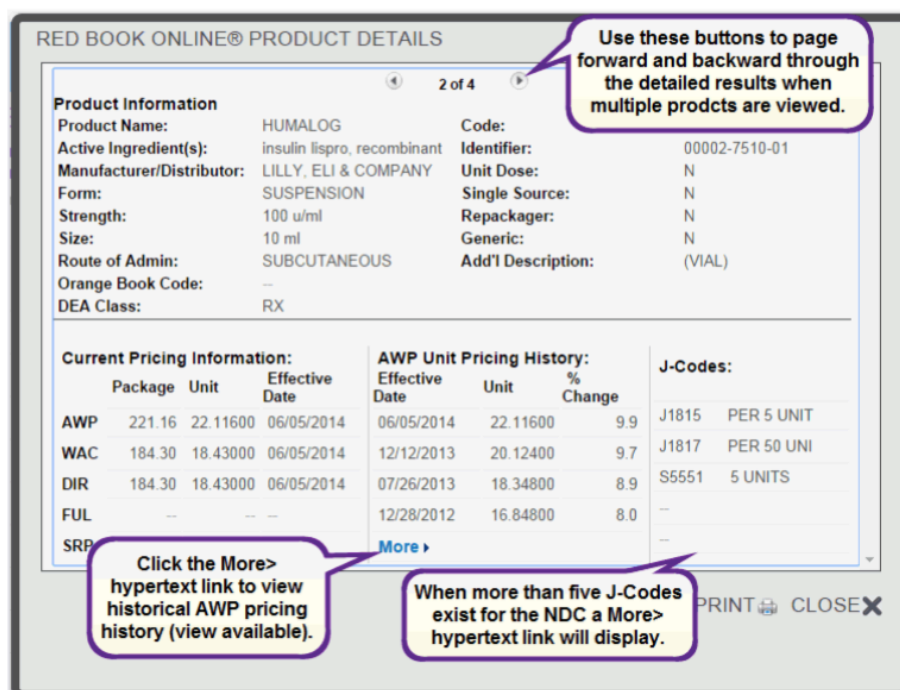 RED BOOK ONLINE® PRODUCT DETAILS
Use these buttons to page
forward and backward through
the detailed results when
multiple prodcts are viewed.
2 of 4
Product Information
Product Name: HUMALOG Code:
Active Ingredient(s): insulin lispro, recombinant Identifier: 00002-7510-01
Manufacturer/Distributor: LILLY, ELI & COMPANY Unit Dose: N
Form: SUSPENSION Single Source: N
Strength: 100 u/ml Repackager: N
Size: 10 ml Generic: N
Route of Admin: SUBCUTANEOUS Add'l Description: (VIAL)
Orange Book Code: --
DEA Class: RX
Current Pricing Information: AWP Unit Pricing History: J-Codes:
Package Unit Effective Date Effective Date Unit % Change
AWP 221.16 22.11600 06/05/2014 06/05/2014 22.11600 9.9 J1815 PER 5 UNIT
WAC 184.30 18.43000 06/05/2014 12/12/2013 20.12400 9.7 J1817 PER 50 UNI
DIR 184.30 18.43000 06/05/2014 07/26/2013 18.34800 8.9 S5551 5 UNITS
FUL -- -- -- 12/28/2012 16.84800 8.0 --
SRP More --
Click the More>
hypertext link to view
historical AWP pricing
history (view available).
When more than five J-Codes
exist for the NDC a More>
hypertext link will display.
PRINT CLOSE